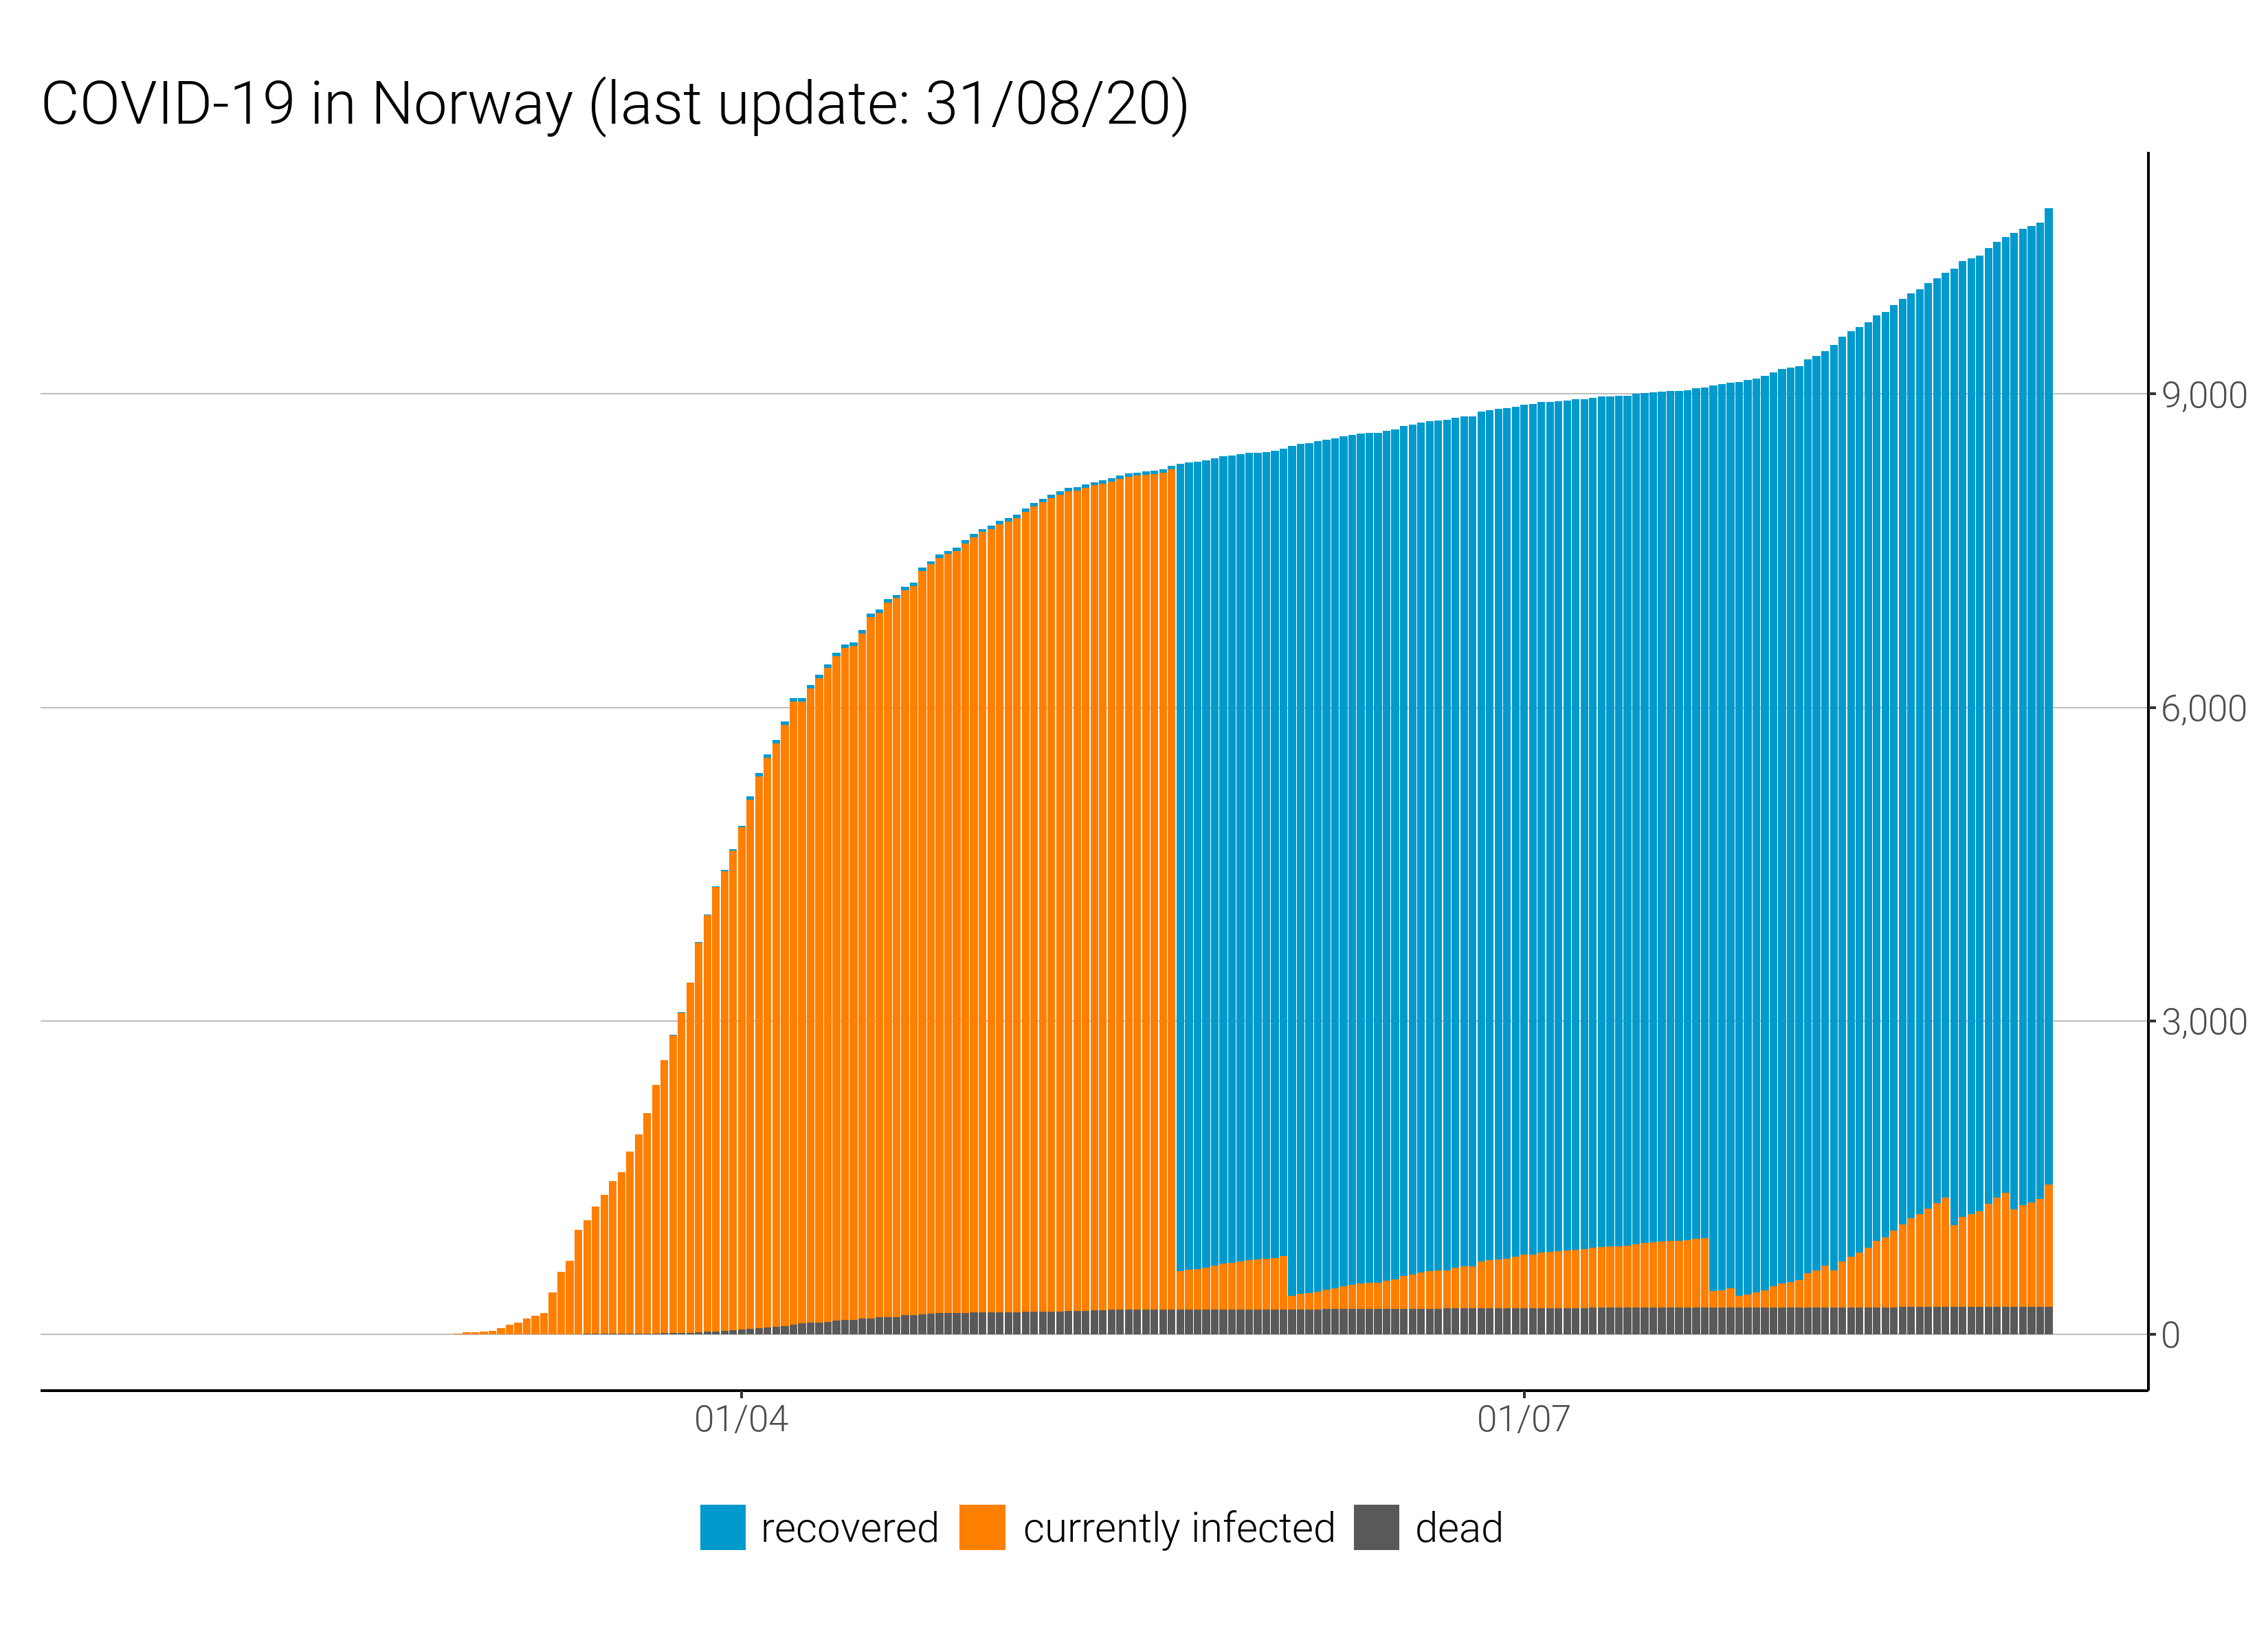 COVID-19 in Norway (last update: 31/08/20)
9,000
6,000
3,000
0
01/04 01/07
recovered currently infected dead